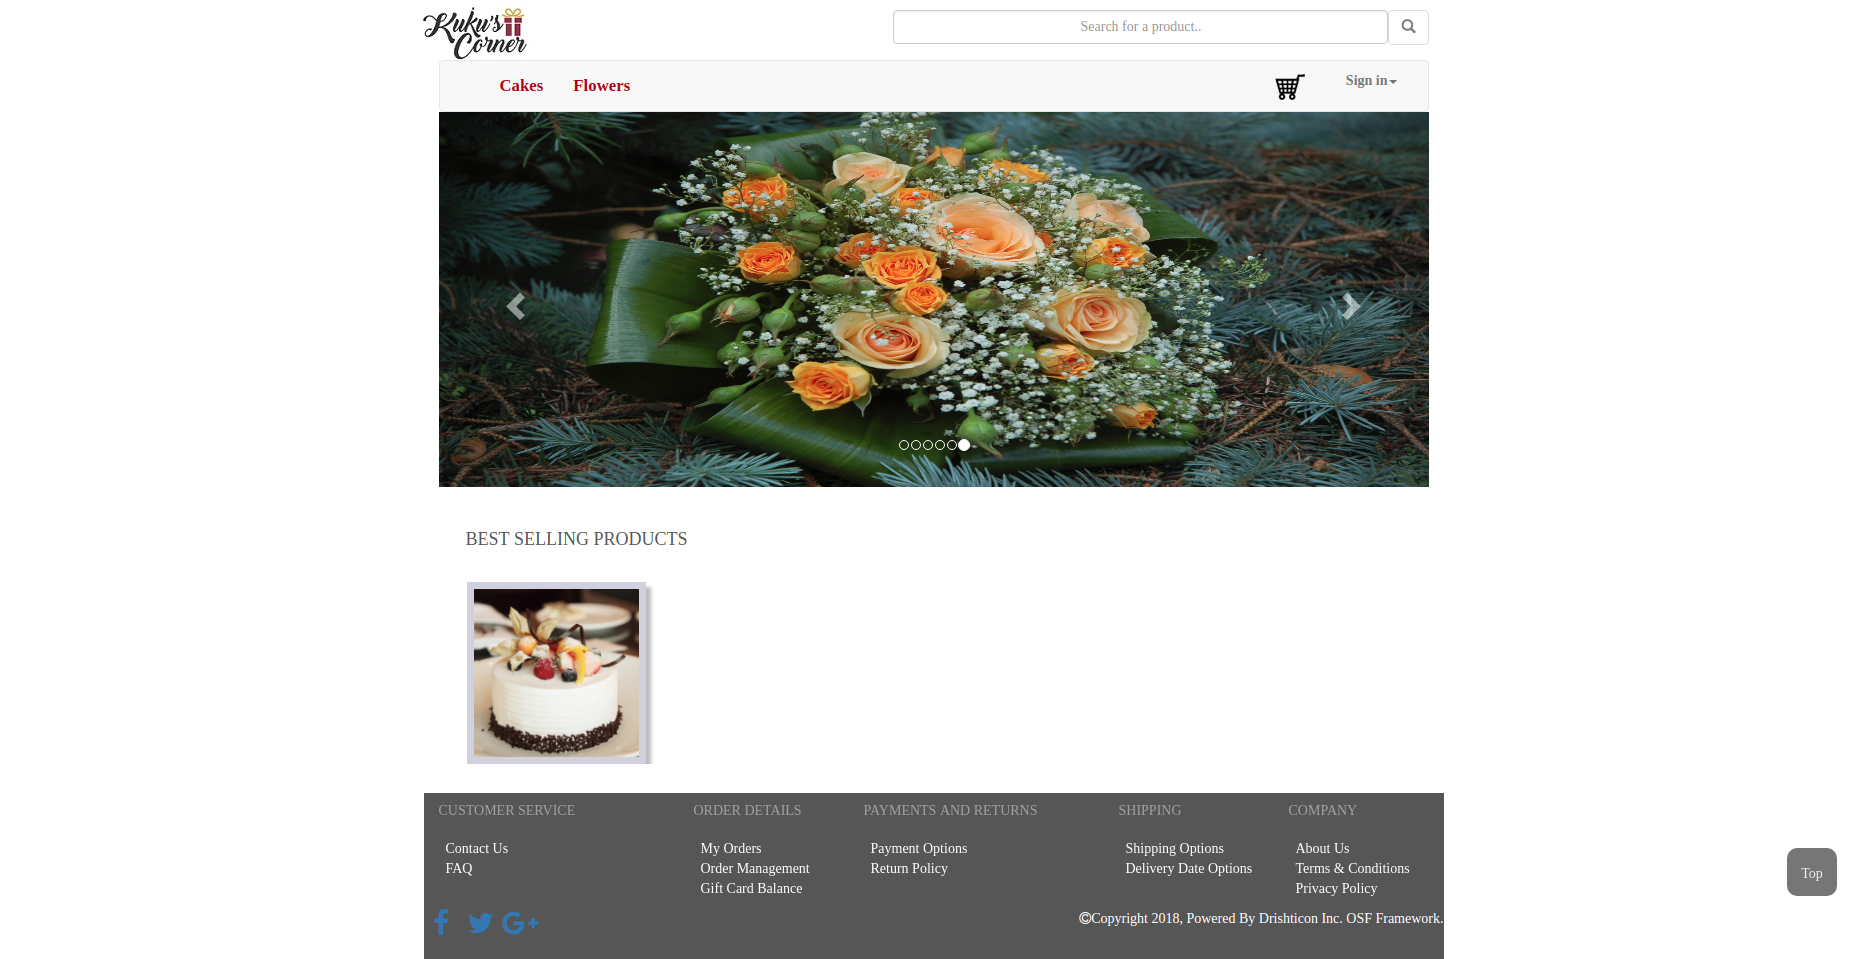 Kuku's
Corner
Search for a product..
Cakes Flowers Sign in
BEST SELLING PRODUCTS
CUSTOMER SERVICE ORDER DETAILS PAYMENTS AND RETURNS SHIPPING COMPANY
Contact Us My Orders Payment Options Shipping Options About Us
FAQ Order Management Return Policy Delivery Date Options Terms & Conditions
Gift Card Balance Privacy Policy
Top
©Copyright 2018, Powered By Drishticon Inc. OSF Framework.